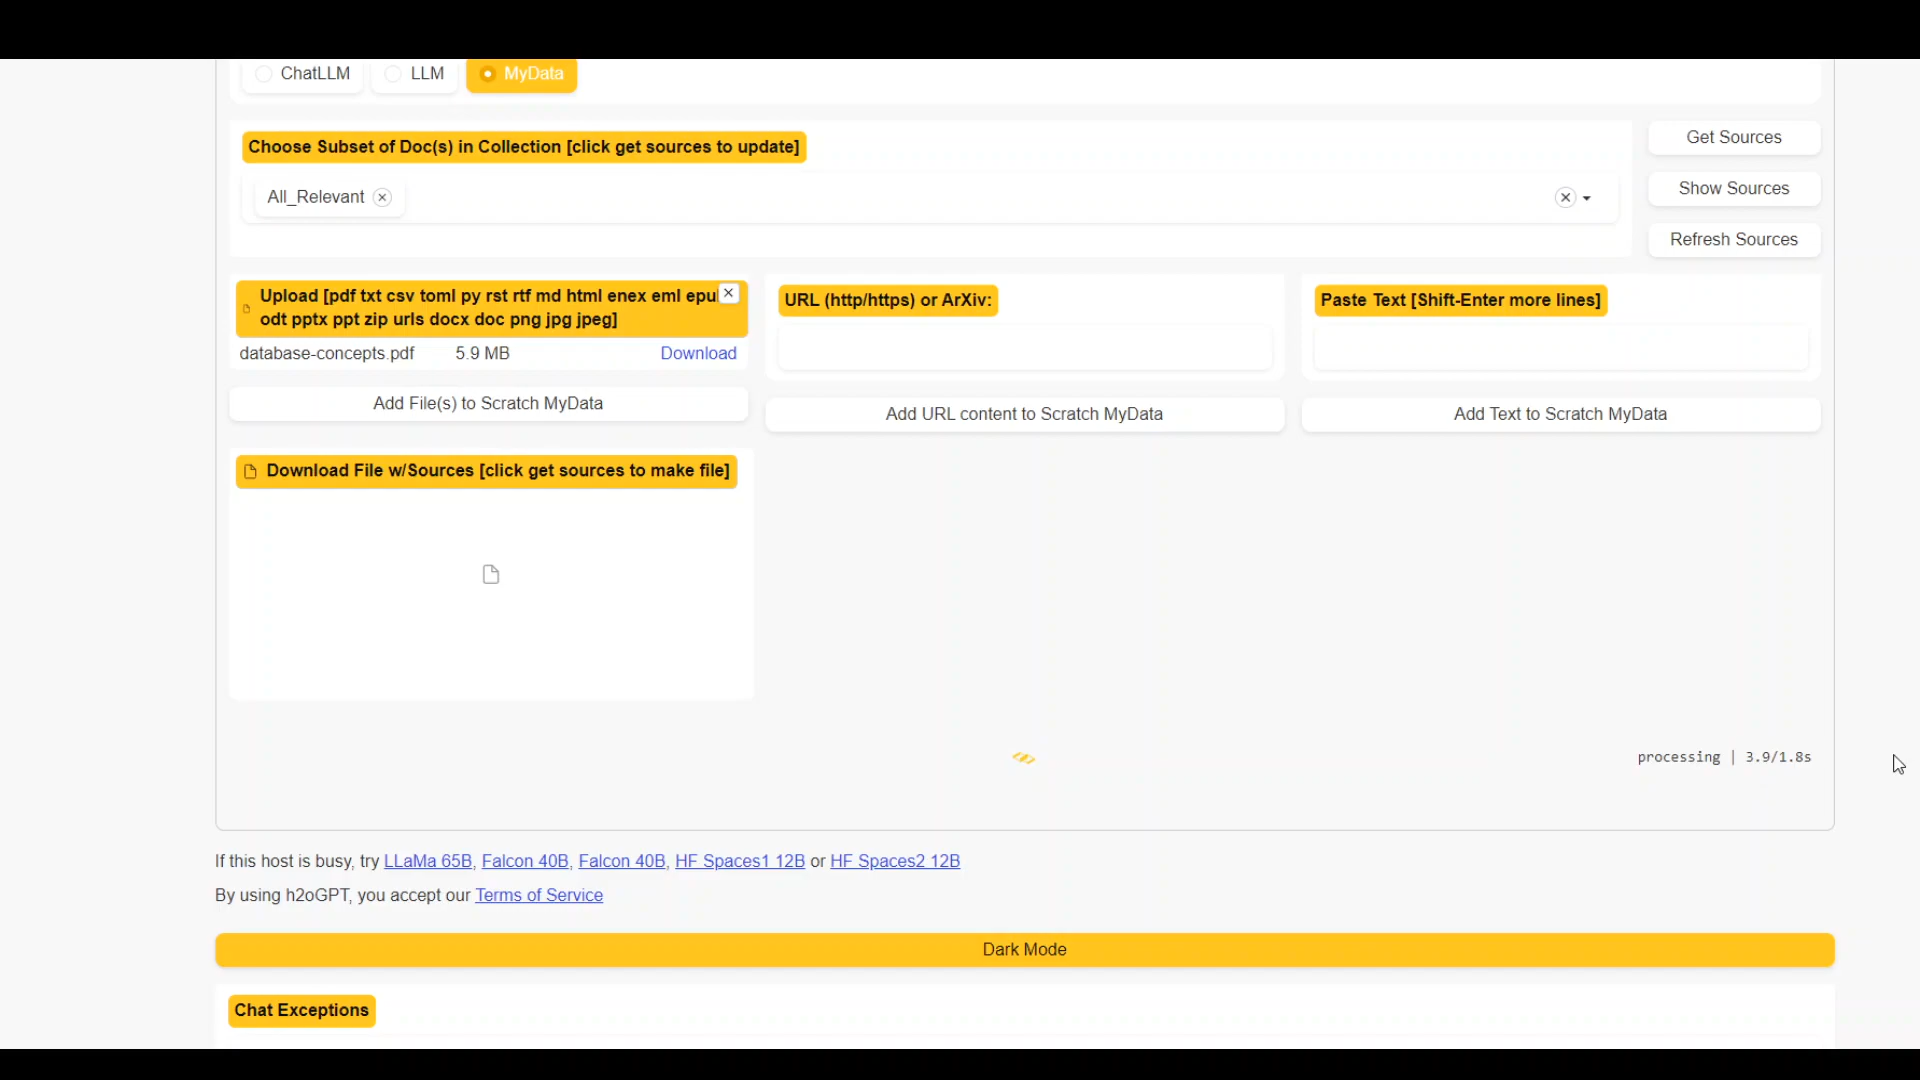 ChatLLM
LLM
MyData
Choose Subset of Doc(s) in Collection [click get sources to update]
All_Relevant
Get Sources
Show Sources
Refresh Sources
Upload [pdf txt csv toml py rst rtf md html enex eml epu
odt pptx ppt zip urls docx doc png jpg jpeg]
database-concepts.pdf 5.9 MB Download
Add File(s) to Scratch MyData
URL (http/https) or ArXiv:
Add URL content to Scratch MyData
Paste Text [Shift-Enter more lines]
Add Text to Scratch MyData
Download File w/Sources [click get sources to make file]
processing | 3.9/1.8s
If this host is busy, try LLaMa 65B, Falcon 40B, Falcon 40B, HF Spaces1 12B or HF Spaces2 12B
By using h2oGPT, you accept our Terms of Service
Dark Mode
Chat Exceptions